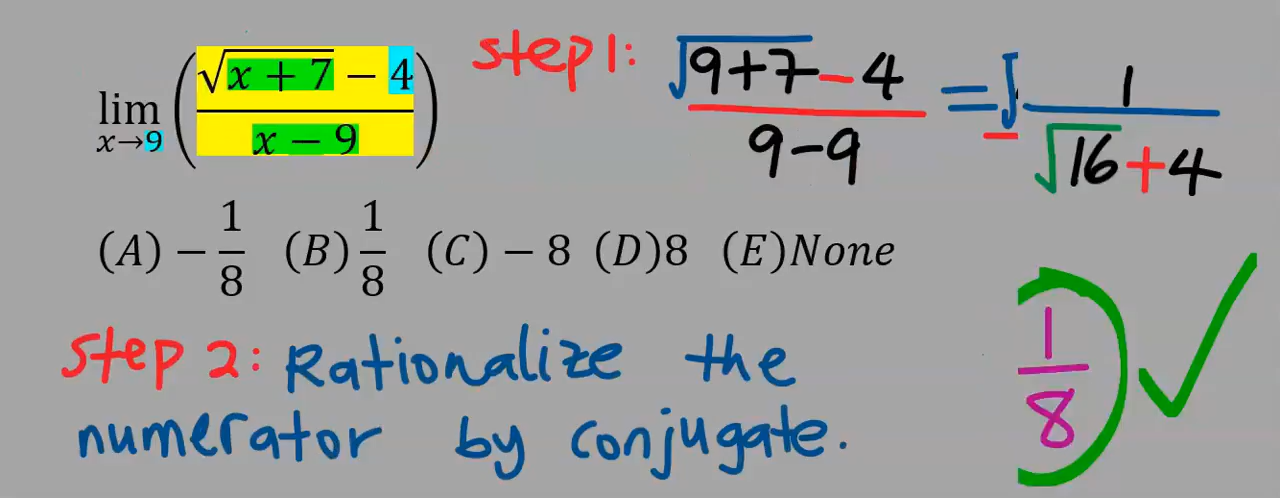 lim x→9 ( (√(x + 7) − 4) / (x − 9) )
step 1: (√(9+7) − 4) / (9−9) = 1 / (√16 + 4)
(A) − 1/8 (B) 1/8 (C) − 8 (D)8 (E)None
step 2: Rationalize the
numerator by conjugate.
1/8 ✓